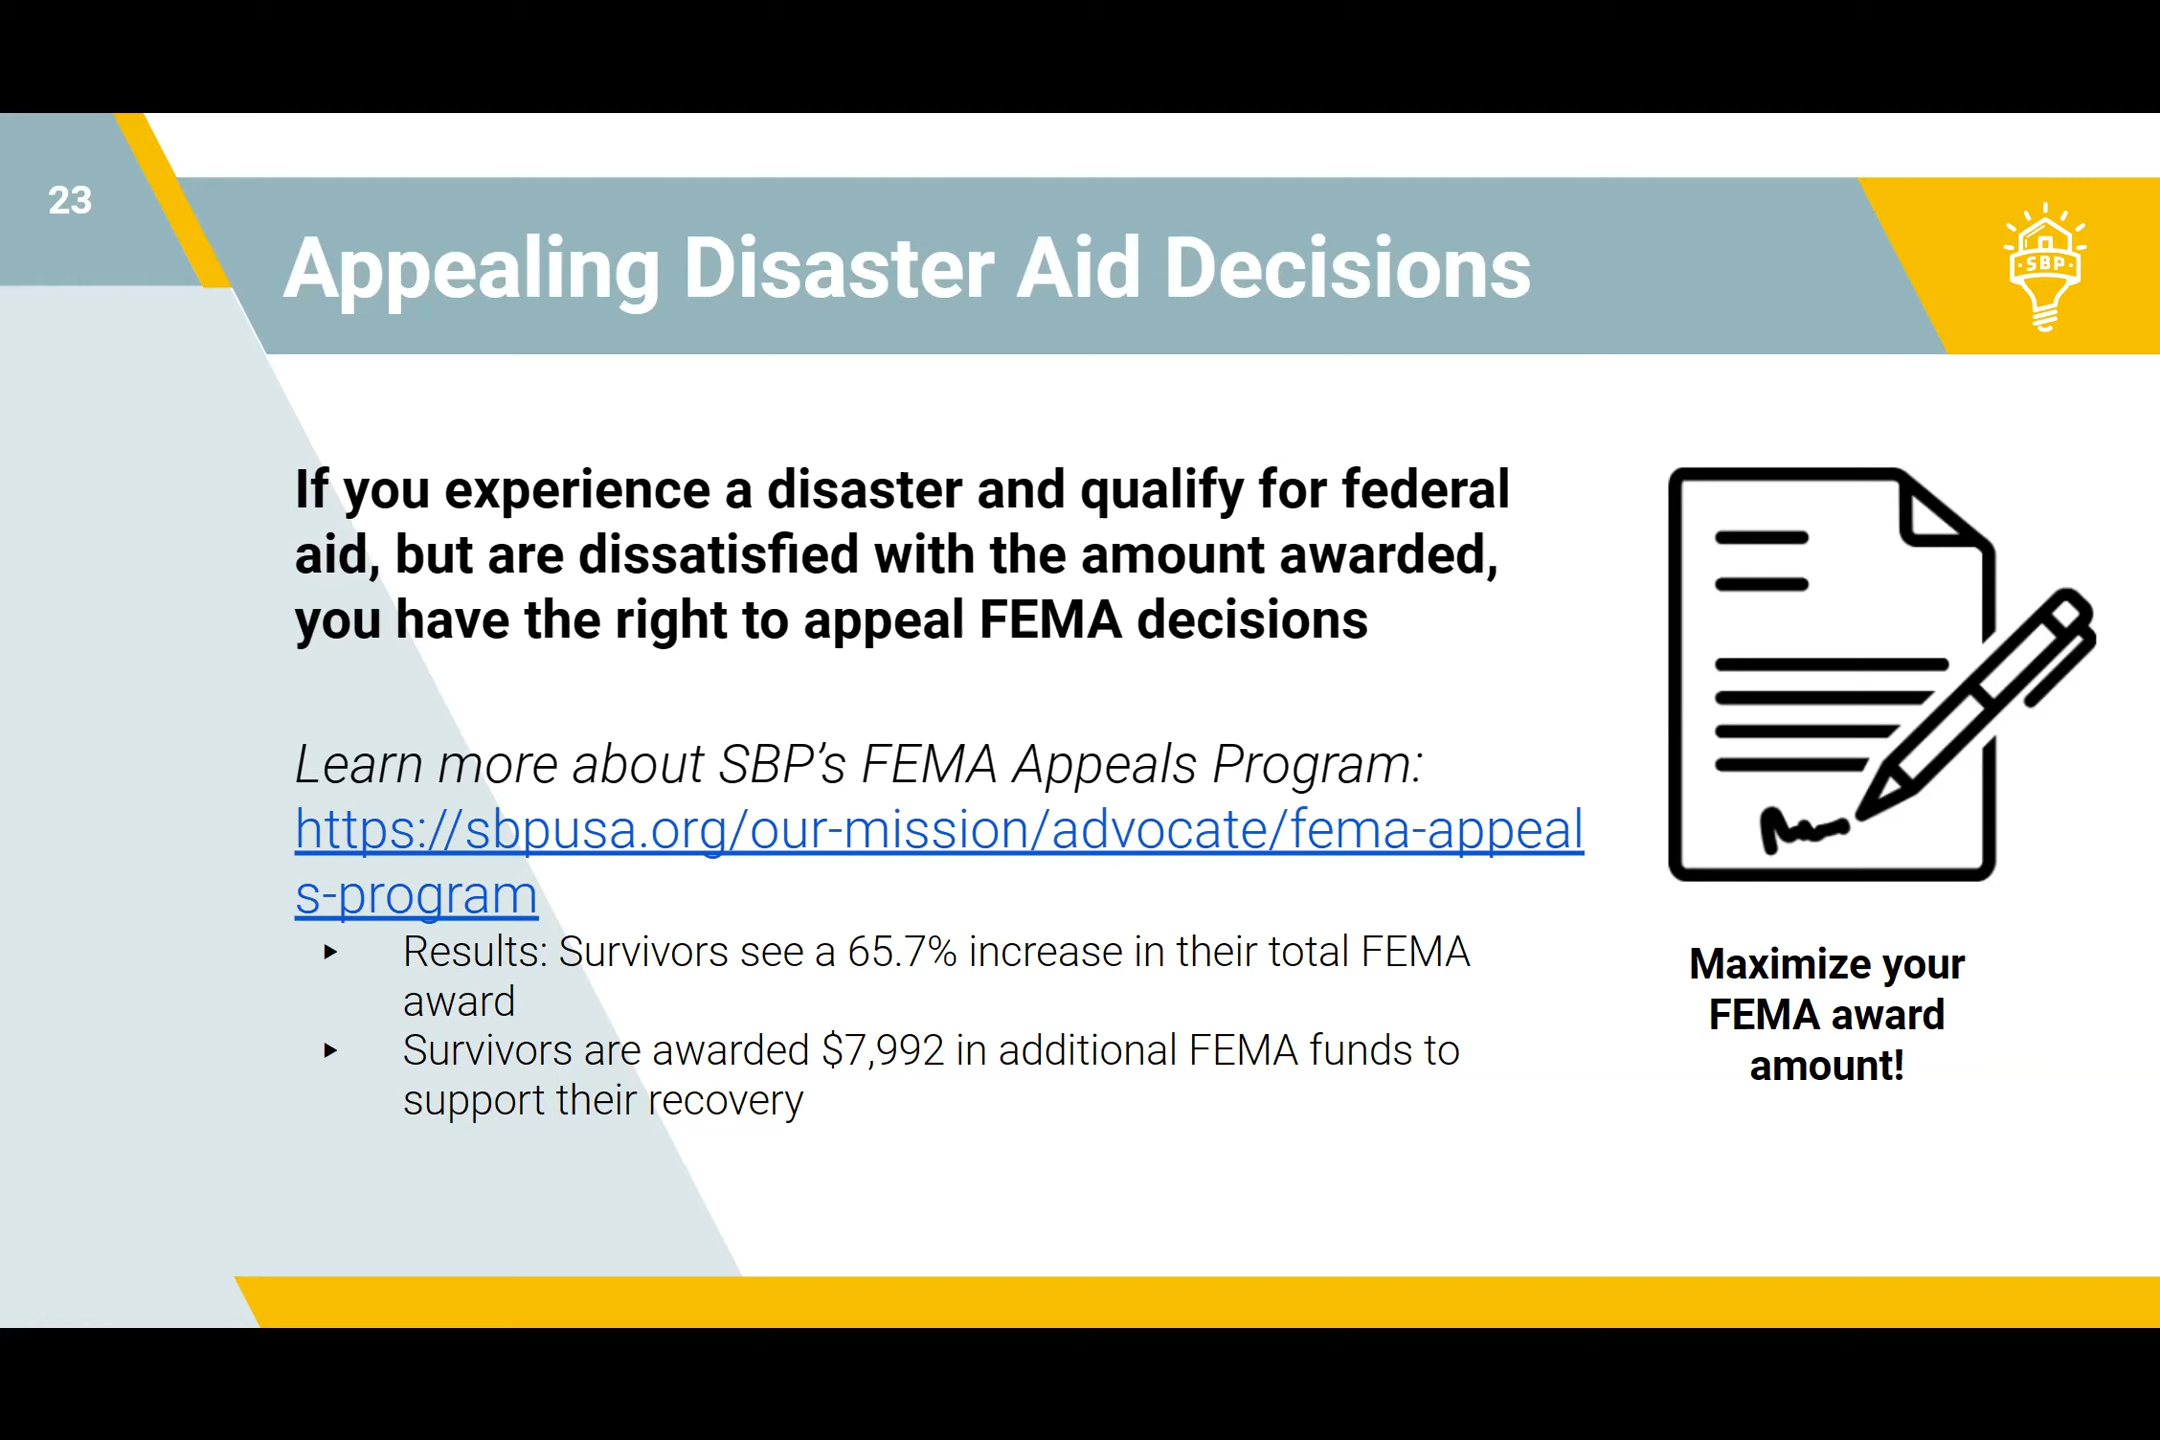 23
Appealing Disaster Aid Decisions
SBP
If you experience a disaster and qualify for federal
aid, but are dissatisfied with the amount awarded,
you have the right to appeal FEMA decisions
Learn more about SBP’s FEMA Appeals Program:
https://sbpusa.org/our-mission/advocate/fema-appeal
s-program
Results: Survivors see a 65.7% increase in their total FEMA
award
Survivors are awarded $7,992 in additional FEMA funds to
support their recovery
Maximize your
FEMA award
amount!